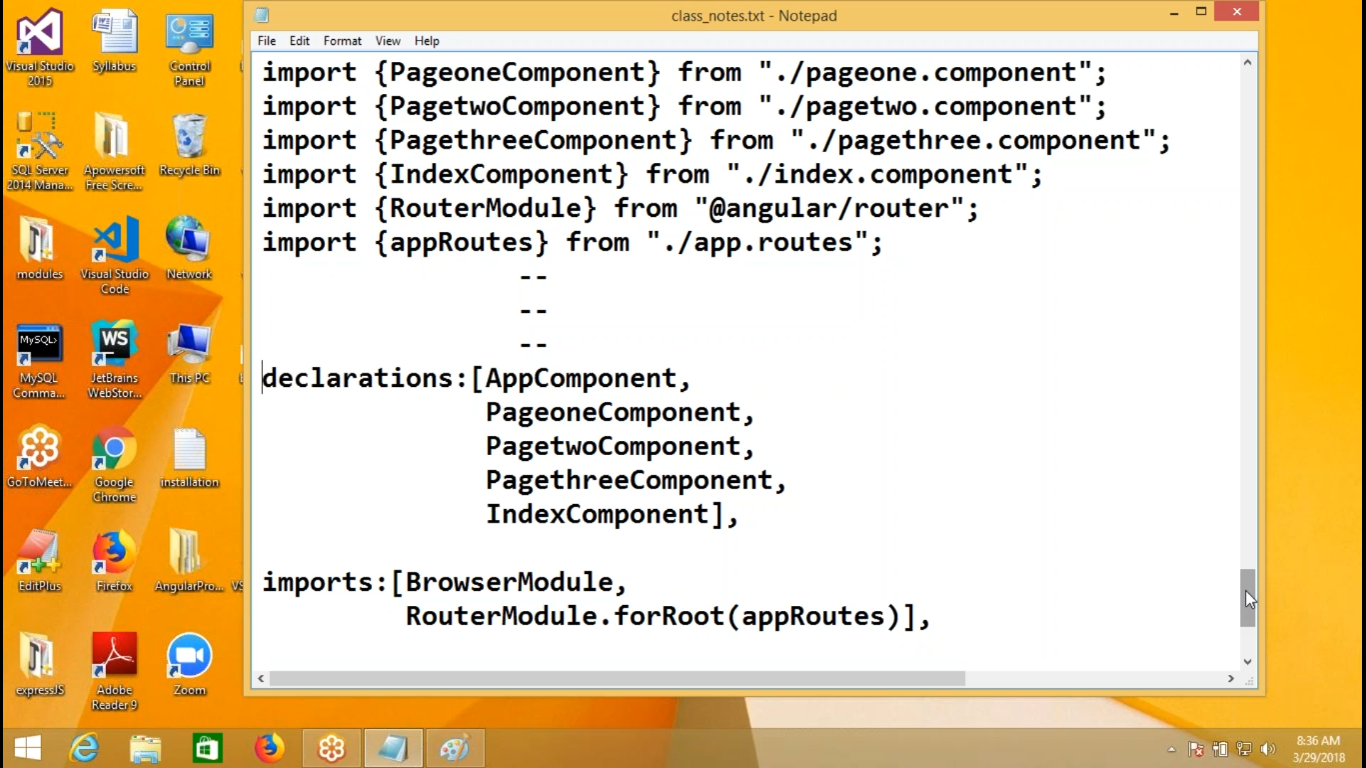 class_notes.txt - Notepad
File Edit Format View Help
import {PageoneComponent} from "./pageone.component";
import {PagetwoComponent} from "./pagetwo.component";
import {PagethreeComponent} from "./pagethree.component";
import {IndexComponent} from "./index.component";
import {RouterModule} from "@angular/router";
import {appRoutes} from "./app.routes";
--
--
--
declarations:[AppComponent,
PageoneComponent,
PagetwoComponent,
PagethreeComponent,
IndexComponent],
imports:[BrowserModule,
RouterModule.forRoot(appRoutes)],
Visual Studio
2015
Syllabus
Control
Panel
SQL Server
2014 Mana...
Apowersoft
Free Scre...
Recycle Bin
modules
Visual Studio
Code
Network
MySQL>
MySQL
Comma...
WS
JetBrains
WebStor...
This PC
GoToMeet...
Google
Chrome
installation
EditPlus
Firefox
AngularPro...
VS
expressJS
Adobe
Reader 9
Zoom
8:36 AM
3/29/2018